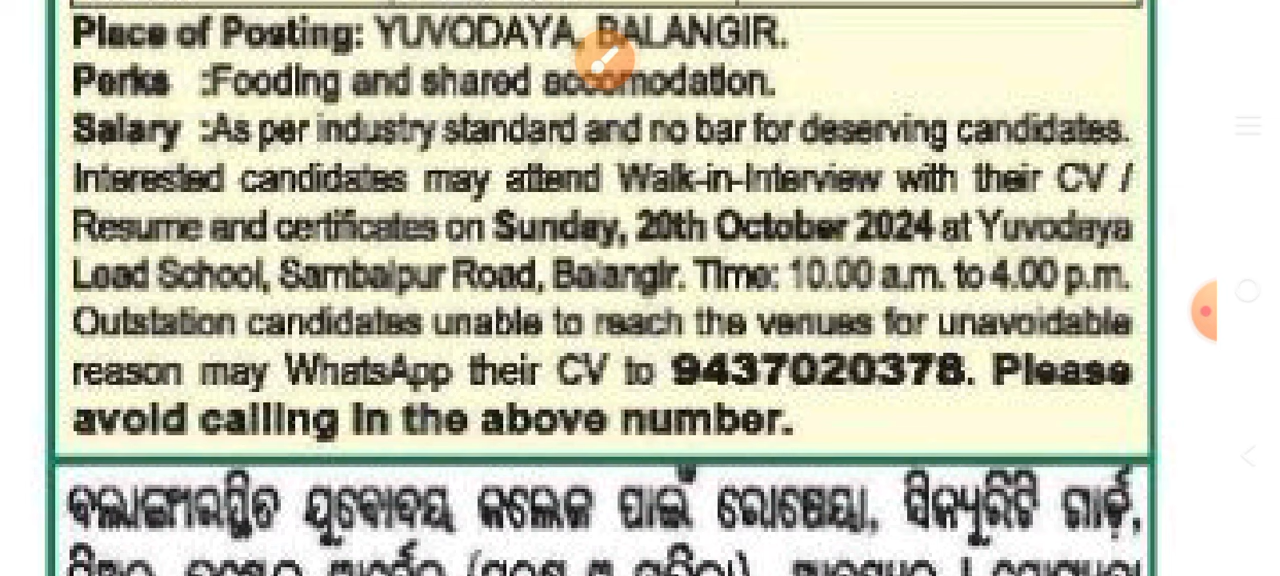 Place of Posting: YUVODAYA, BALANGIR.
Perks :Fooding and shared accomodation.
Salary :As per industry standard and no bar for deserving candidates.
Interested candidates may attend Walk-in-Interview with their CV /
Resume and certificates on Sunday, 20th October 2024 at Yuvodaya
Lead School, Sambalpur Road, Balangir. Time: 10.00 a.m. to 4.00 p.m.
Outstation candidates unable to reach the venues for unavoidable
reason may WhatsApp their CV to 9437020378. Please
avoid calling in the above number.
ବଲାଙ୍ଗୀରସ୍ଥିତ ଯୁବୋଦୟ କଲେଜ ପାଇଁ ରୋଷେୟା, ସିକ୍ୟୁରିଟି ଗାର୍ଡ,